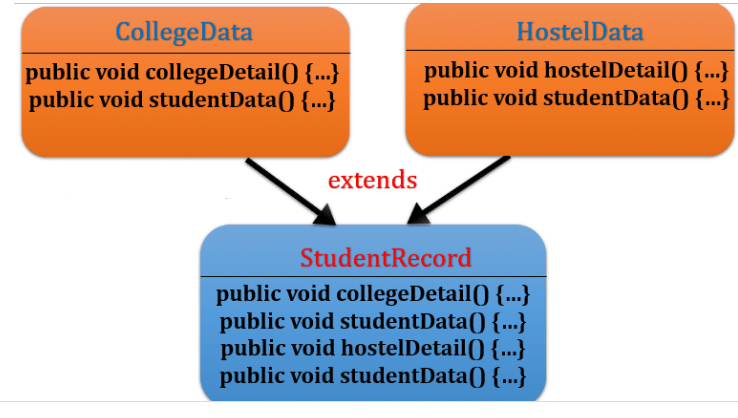 CollegeData
public void collegeDetail() {...}
public void studentData() {...}
HostelData
public void hostelDetail() {...}
public void studentData() {...}
extends
StudentRecord
public void collegeDetail() {...}
public void studentData() {...}
public void hostelDetail() {...}
public void studentData() {...}